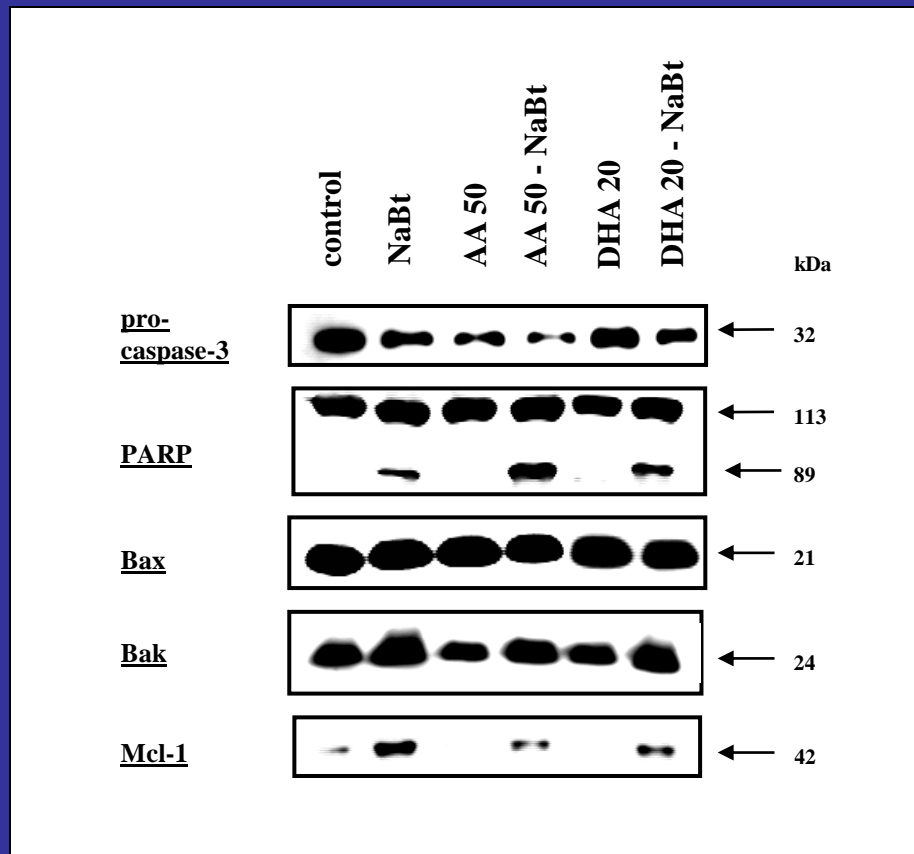 control
NaBt
AA 50
AA 50 - NaBt
DHA 20
DHA 20 - NaBt
kDa
pro-
caspase-3
32
PARP
113
89
Bax
21
Bak
24
Mcl-1
42